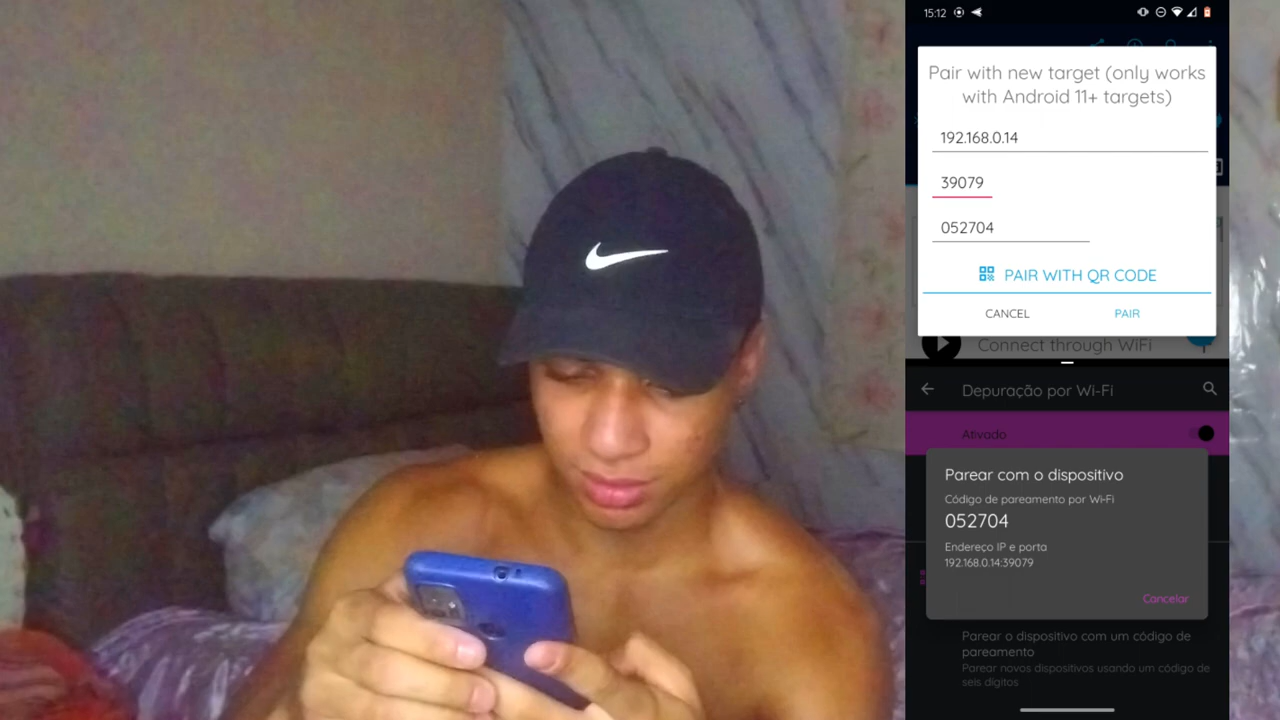 15:12
Pair with new target (only works
with Android 11+ targets)
192.168.0.14
39079
052704
PAIR WITH QR CODE
CANCEL
PAIR
Connect through WiFi
Depuração por Wi-Fi
Ativado
Parear com o dispositivo
Código de pareamento por Wi-Fi
052704
Endereço IP e porta
192.168.0.14:39079
Cancelar
Parear o dispositivo com um código de
pareamento
Parear novos dispositivos usando um código de
seis dígitos